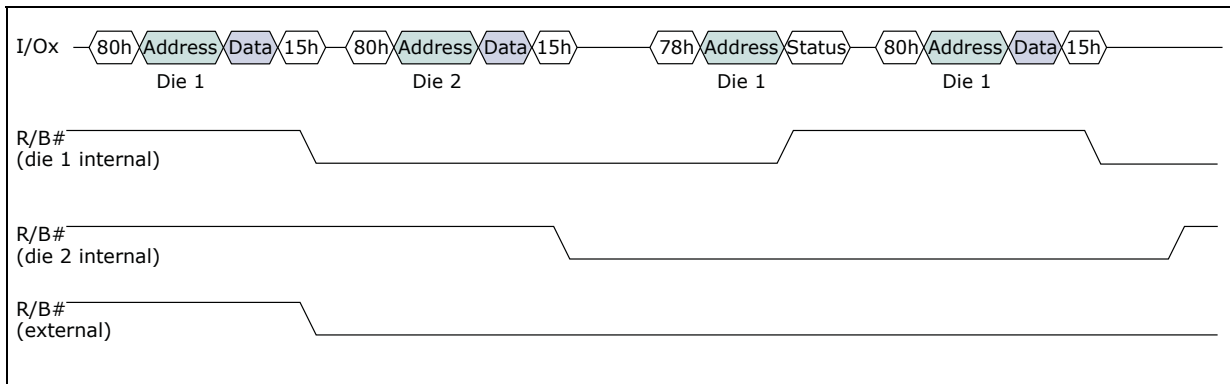 I/Ox 80h Address Data 15h 80h Address Data 15h 78h Address Status 80h Address Data 15h
Die 1 Die 2 Die 1 Die 1
R/B#
(die 1 internal)
R/B#
(die 2 internal)
R/B#
(external)